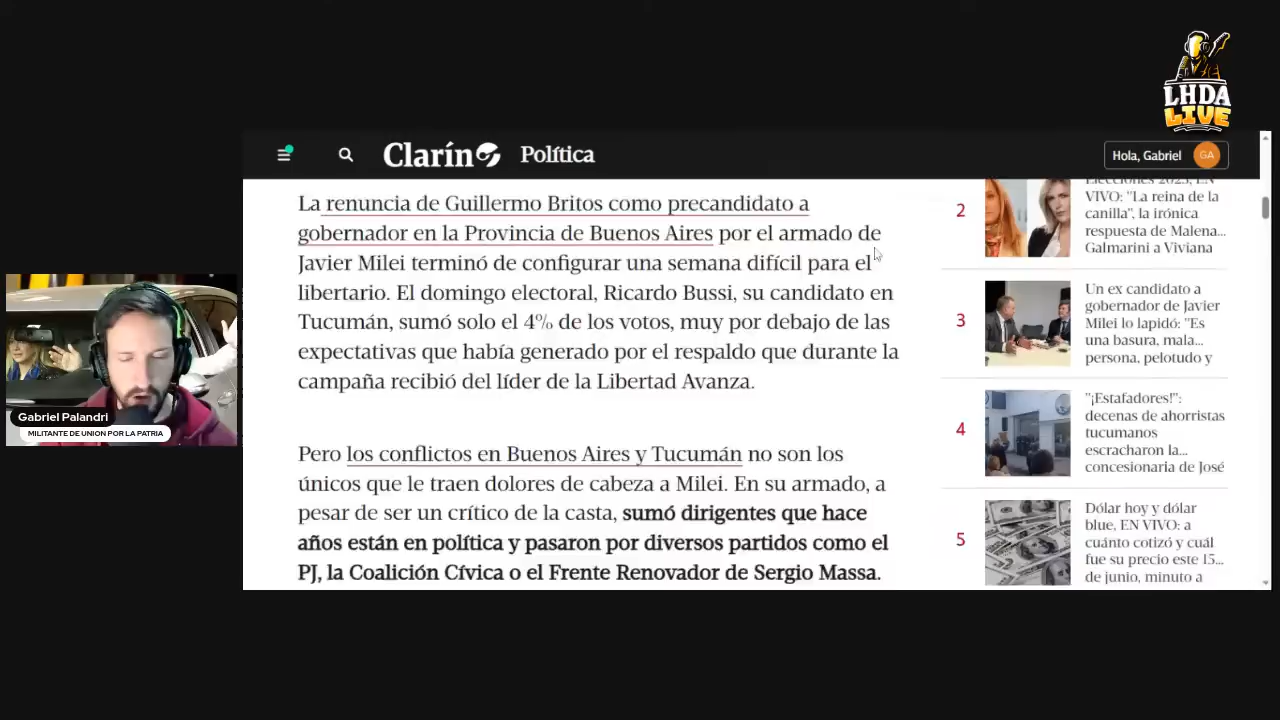 LHDA
LIVE
Clarín
Política
Hola, Gabriel
GA
La renuncia de Guillermo Britos como precandidato a
gobernador en la Provincia de Buenos Aires por el armado de
Javier Milei terminó de configurar una semana difícil para el
libertario. El domingo electoral, Ricardo Bussi, su candidato en
Tucumán, sumó solo el 4% de los votos, muy por debajo de las
expectativas que había generado por el respaldo que durante la
campaña recibió del líder de la Libertad Avanza.
Pero los conflictos en Buenos Aires y Tucumán no son los
únicos que le traen dolores de cabeza a Milei. En su armado, a
pesar de ser un crítico de la casta, sumó dirigentes que hace
años están en política y pasaron por diversos partidos como el
PJ, la Coalición Cívica o el Frente Renovador de Sergio Massa.
2
Elecciones 2023, EN
VIVO: "La reina de la
canilla", la irónica
respuesta de Malena...
Galmarini a Viviana
3
Un ex candidato a
gobernador de Javier
Milei lo lapidó: "Es
una basura, mala...
persona, pelotudo y
4
"¡Estafadores!":
decenas de ahorristas
tucumanos
escracharon la...
concesionaria de José
5
Dólar hoy y dólar
blue, EN VIVO: a
cuánto cotizó y cuál
fue su precio este 15...
de junio, minuto a
Gabriel Palandri
MILITANTE DE UNION POR LA PATRIA